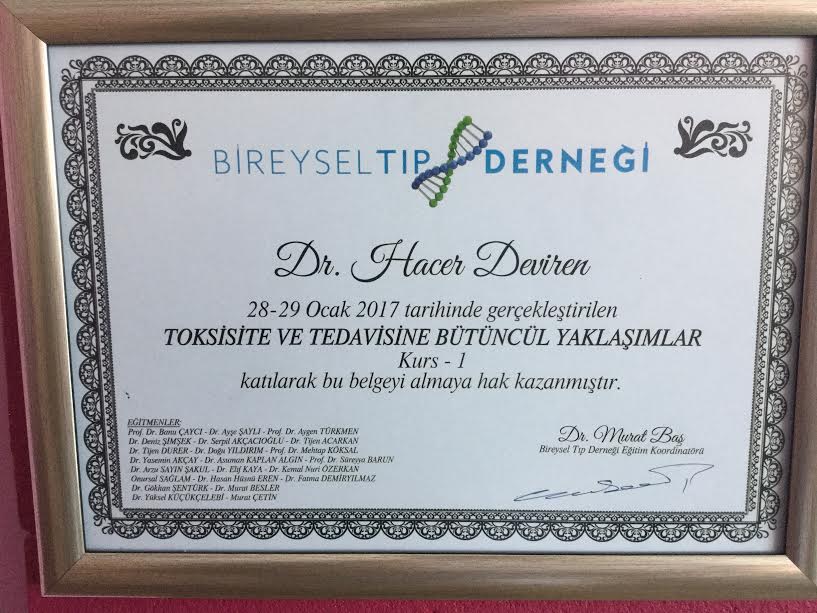 BİREYSEL TIP DERNEĞİ
Dr. Hacer Deviren
28-29 Ocak 2017 tarihinde gerçekleştirilen
TOKSİSİTE VE TEDAVİSİNE BÜTÜNCÜL YAKLAŞIMLAR
Kurs - 1
katılarak bu belgeyi almaya hak kazanmıştır.
EĞİTMENLER:
Prof. Dr. Banu ÇAYCI - Dr. Ayşe ŞAYLI - Prof. Dr. Aygen TÜRKMEN
Dr. Deniz ŞİMŞEK - Dr. Serpil AKÇACIOĞLU - Dr. Tijen ACARKAN
Dr. Tijen DURER - Dr. Doğu YILDIRIM - Prof. Dr. Mehtap KÖKSAL
Dr. Yasemin AKÇAY - Dr. Asuman KAPLAN ALGIN - Prof. Dr. Süreyya BARUN
Dr. Arzu SAYIN ŞAKUL - Dr. Elif KAYA - Dr. Kemal Nuri ÖZERKAN
Onursal SAĞLAM - Dr. Hasan Hüsnü EREN - Dr. Fatma DEMİRYILMAZ
Dr. Gökhan ŞENTÜRK - Dr. Murat BESLER
Dr. Yüksel KÜÇÜKÇELEBİ - Murat ÇETİN
Dr. Murat Baş
Bireysel Tıp Derneği Eğitim Koordinatörü